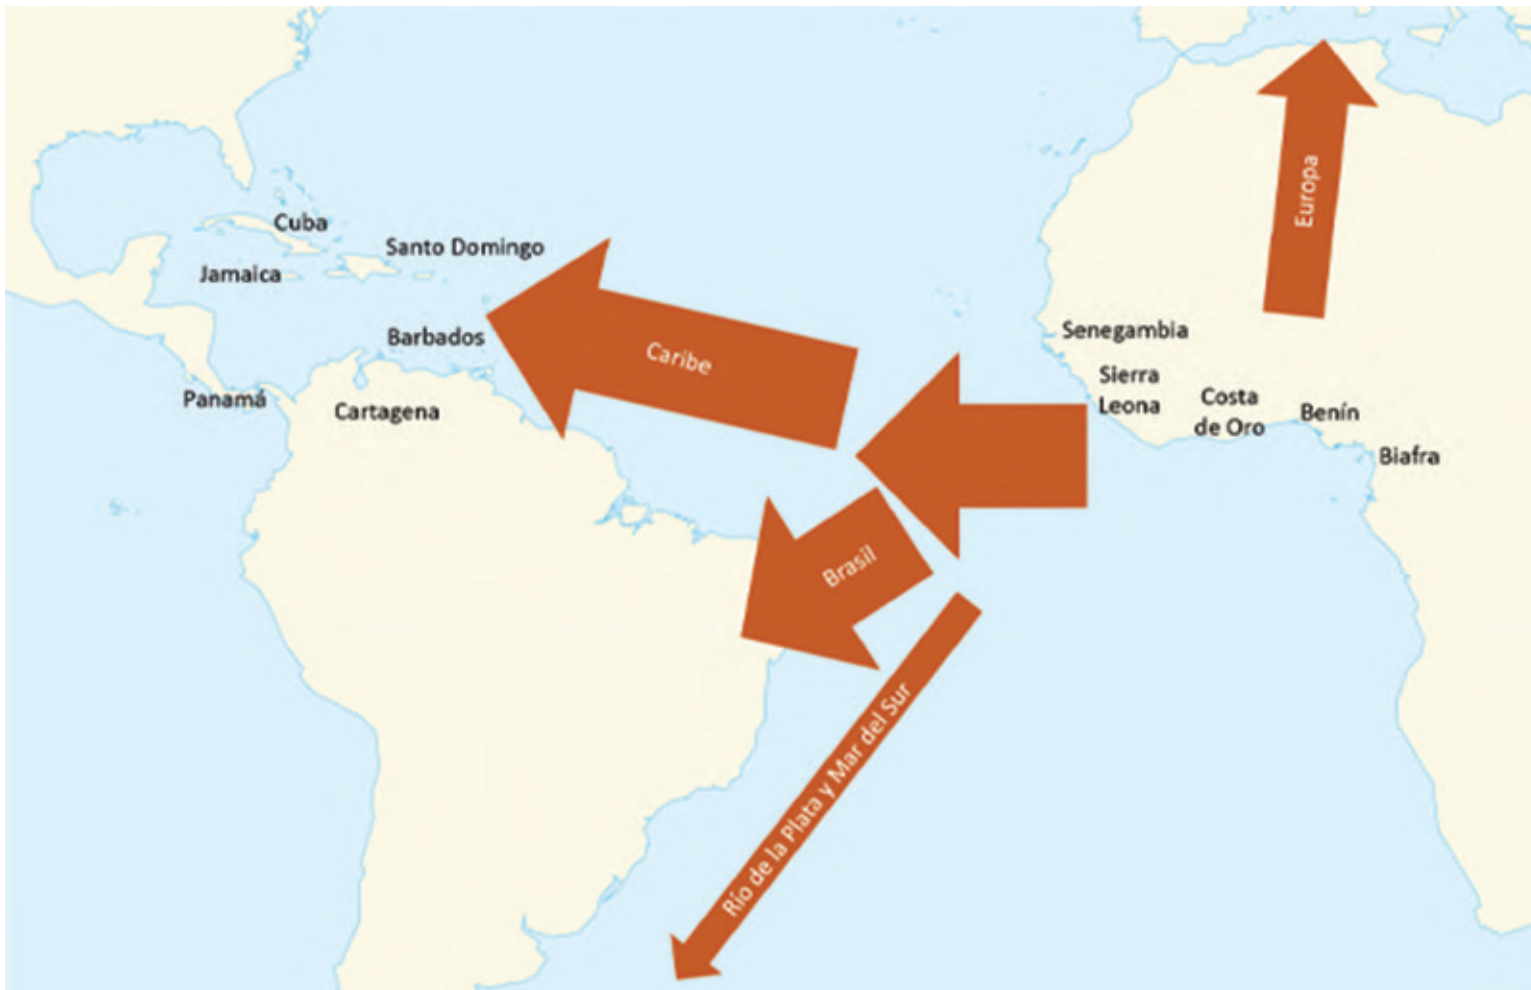 Europa
Cuba
Santo Domingo
Jamaica
Senegambia
Barbados
Caribe
Sierra
Leona
Costa
de Oro
Panamá
Cartagena
Benín
Biafra
Brasil
Río de la Plata y Mar del Sur